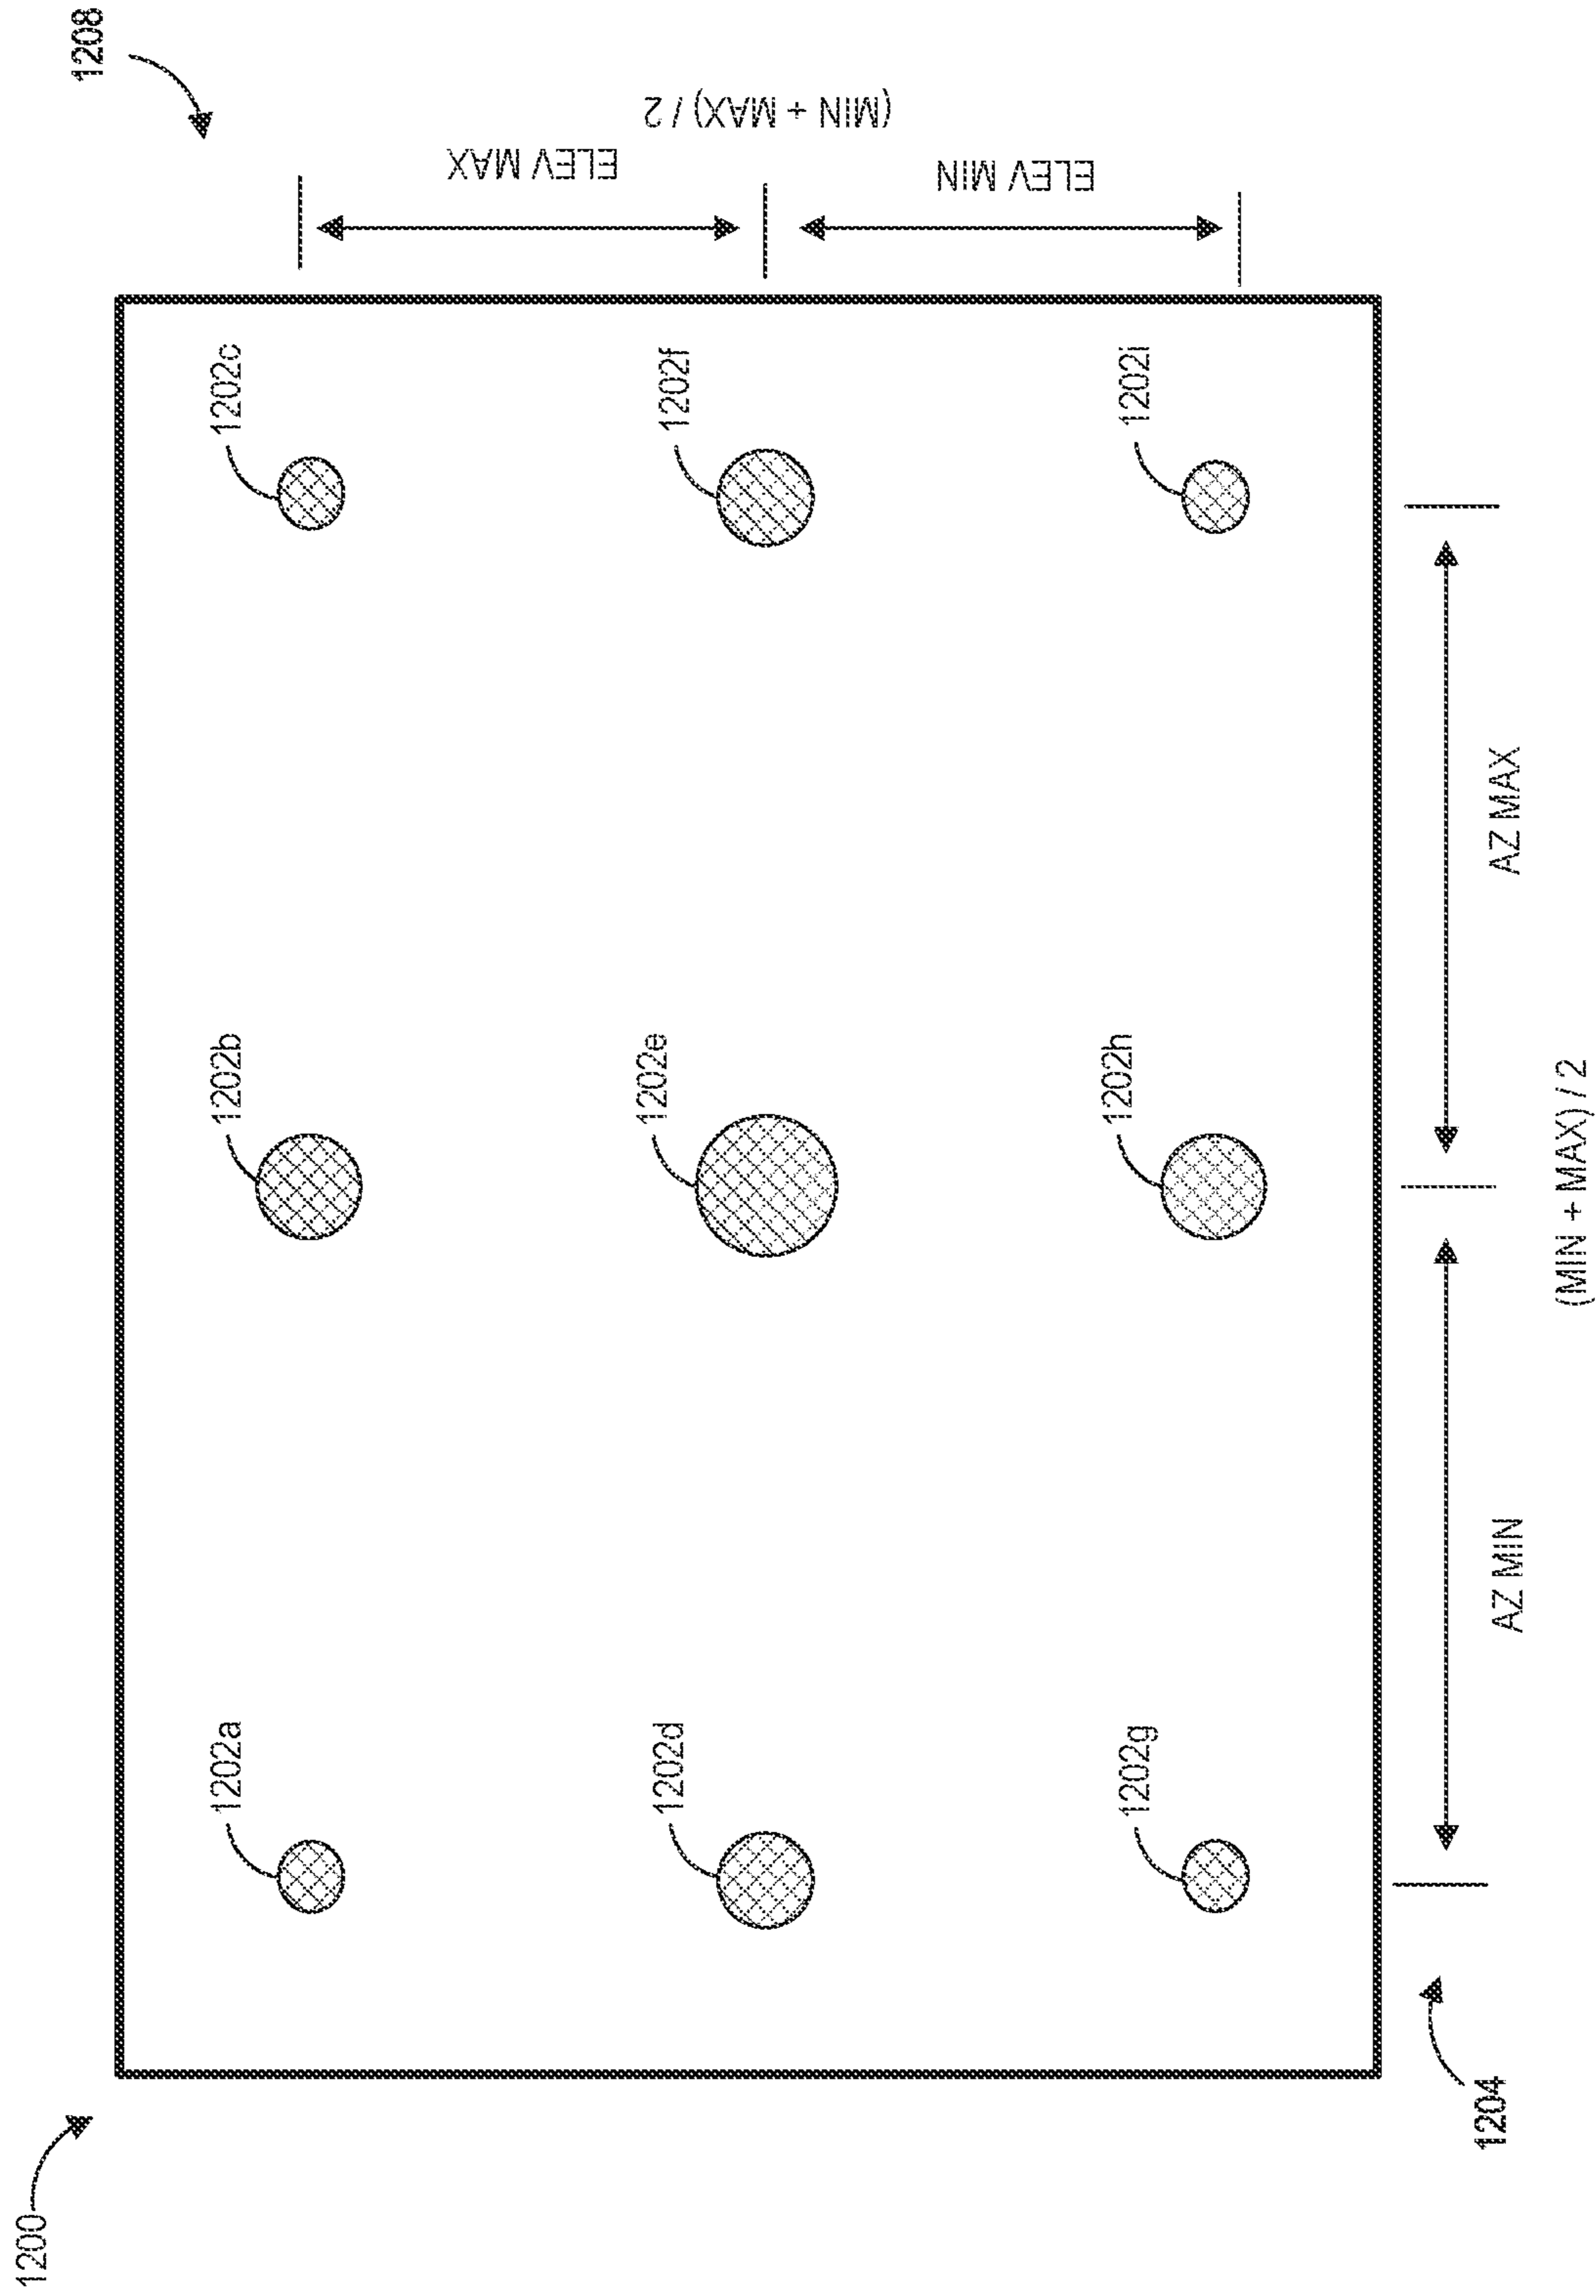 1200
1208
1202a
1202b
1202c
1202d
1202e
1202f
1202g
1202h
1202i
ELEV MAX
(MIN + MAX) / 2
ELEV MIN
1204
AZ MIN
AZ MAX
(MIN + MAX) / 2